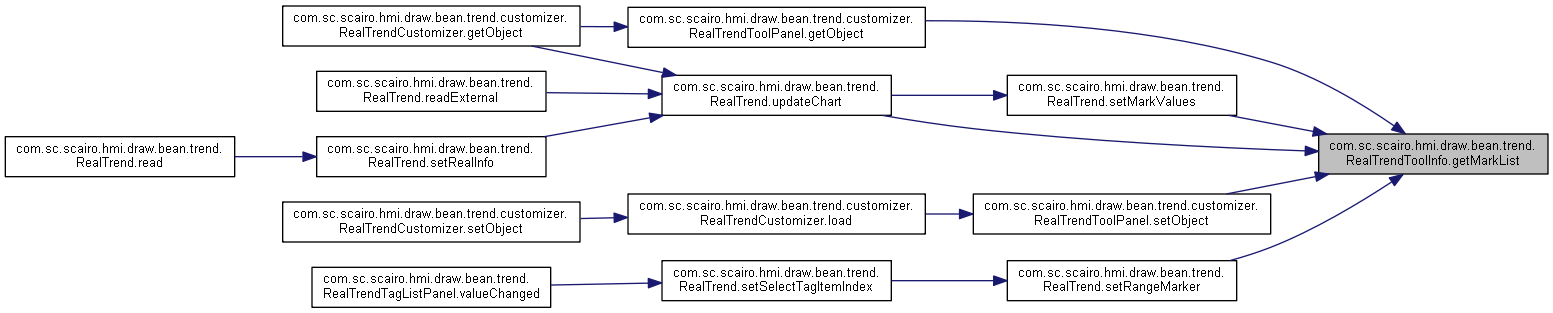 com.sc.scairo.hmi.draw.bean.trend.customizer.
RealTrendCustomizer.getObject
com.sc.scairo.hmi.draw.bean.trend.customizer.
RealTrendToolPanel.getObject
com.sc.scairo.hmi.draw.bean.trend.
RealTrend.readExternal
com.sc.scairo.hmi.draw.bean.trend.
RealTrend.updateChart
com.sc.scairo.hmi.draw.bean.trend.
RealTrend.setMarkValues
com.sc.scairo.hmi.draw.bean.trend.
RealTrend.read
com.sc.scairo.hmi.draw.bean.trend.
RealTrend.setRealInfo
com.sc.scairo.hmi.draw.bean.trend.
RealTrendToolInfo.getMarkList
com.sc.scairo.hmi.draw.bean.trend.customizer.
RealTrendCustomizer.setObject
com.sc.scairo.hmi.draw.bean.trend.customizer.
RealTrendCustomizer.load
com.sc.scairo.hmi.draw.bean.trend.customizer.
RealTrendToolPanel.setObject
com.sc.scairo.hmi.draw.bean.trend.
RealTrendTagListPanel.valueChanged
com.sc.scairo.hmi.draw.bean.trend.
RealTrend.setSelectTagItemIndex
com.sc.scairo.hmi.draw.bean.trend.
RealTrend.setRangeMarker